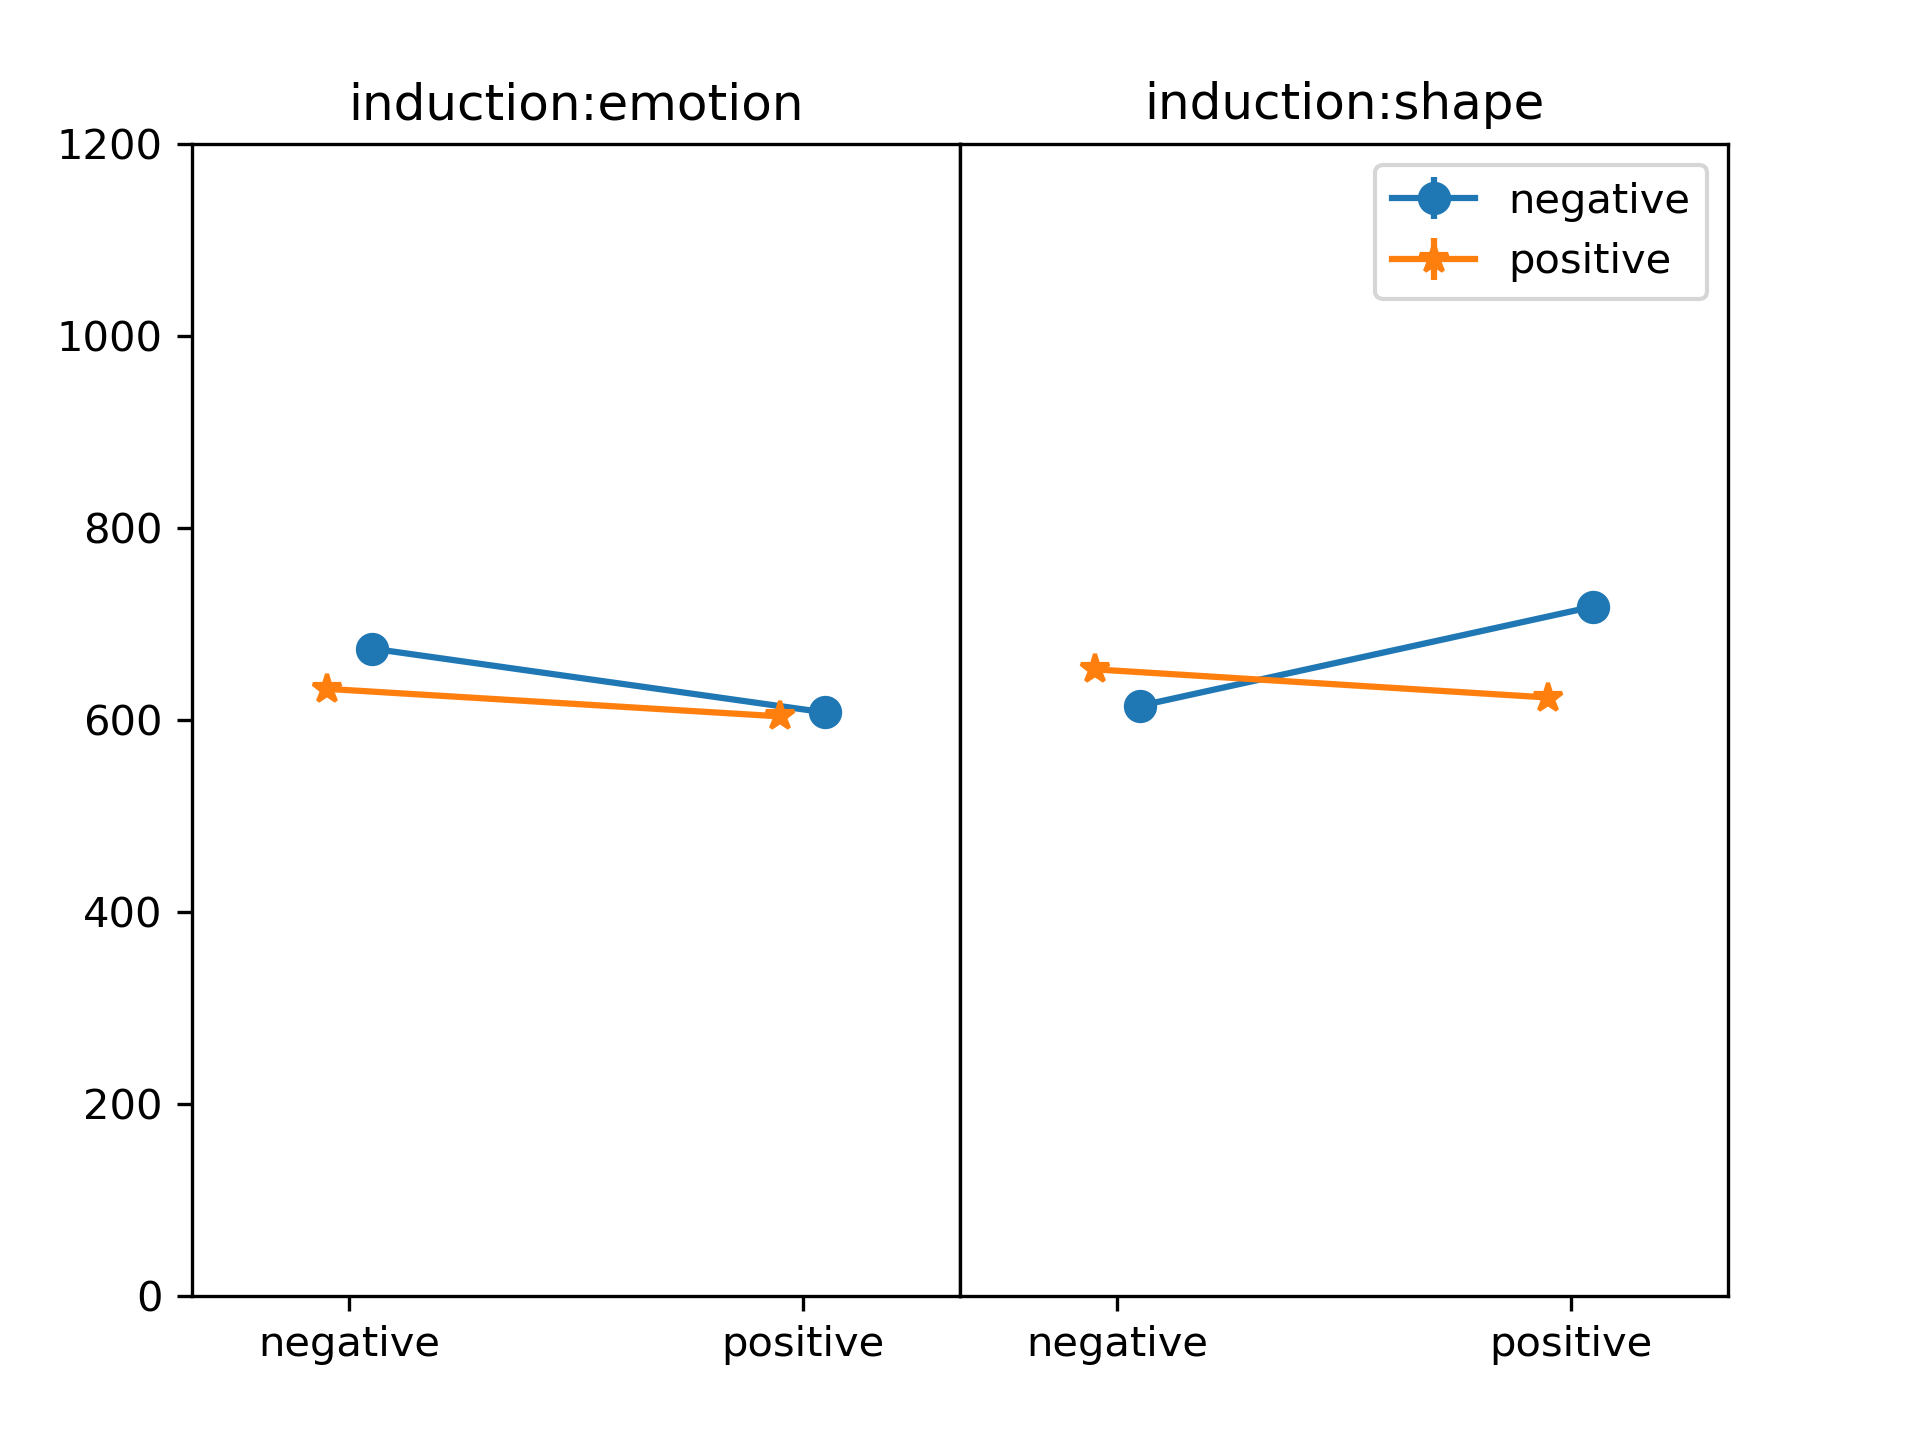 induction:emotion
induction:shape
1200
1000
800
600
400
200
0
negative
positive
negative
positive
negative
positive